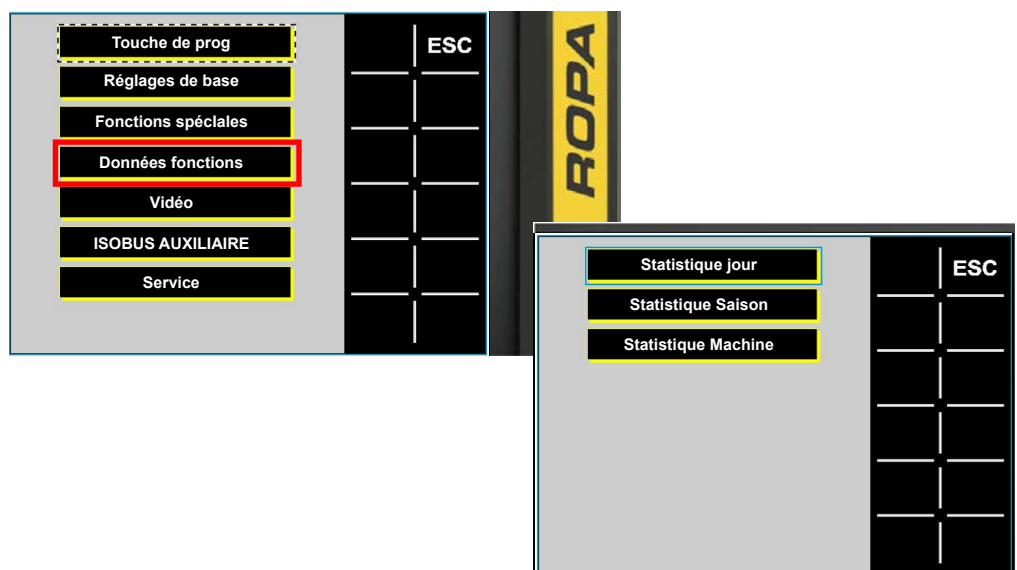 Touche de prog
ESC
Réglages de base
Fonctions spéclales
Données fonctions
Vidéo
ISOBUS AUXILIAIRE
Service
ROPA
Statistique jour
ESC
Statistique Saison
Statistique Machine